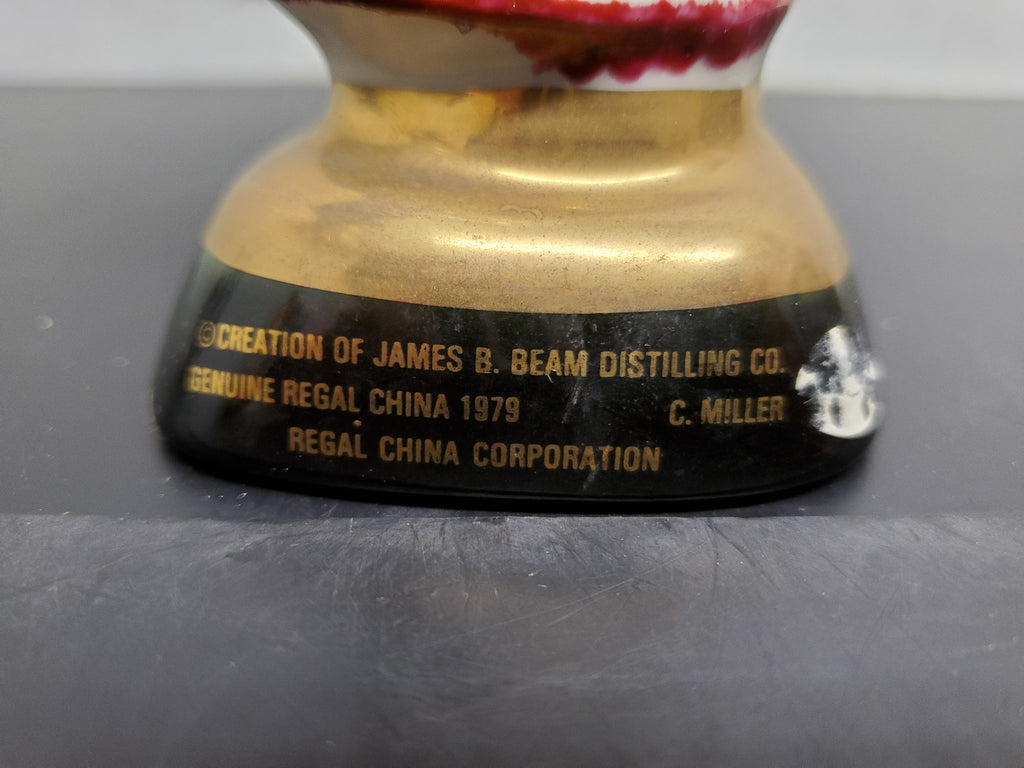 ©CREATION OF JAMES B. BEAM DISTILLING CO.
GENUINE REGAL CHINA 1979 C. MILLER
REGAL CHINA CORPORATION